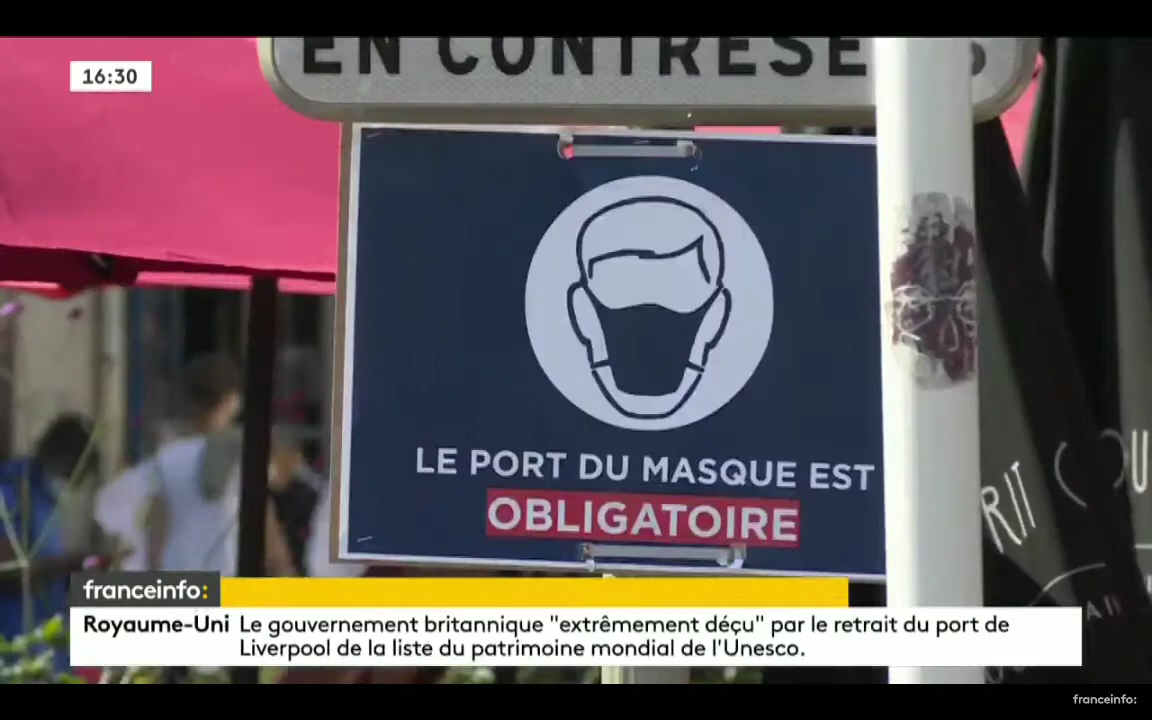 EN CONTRESE
16:30
LE PORT DU MASQUE EST
OBLIGATOIRE
RIT
franceinfo:
Royaume-Uni Le gouvernement britannique "extrêmement déçu" par le retrait du port de
Liverpool de la liste du patrimoine mondial de l'Unesco.
franceinfo: